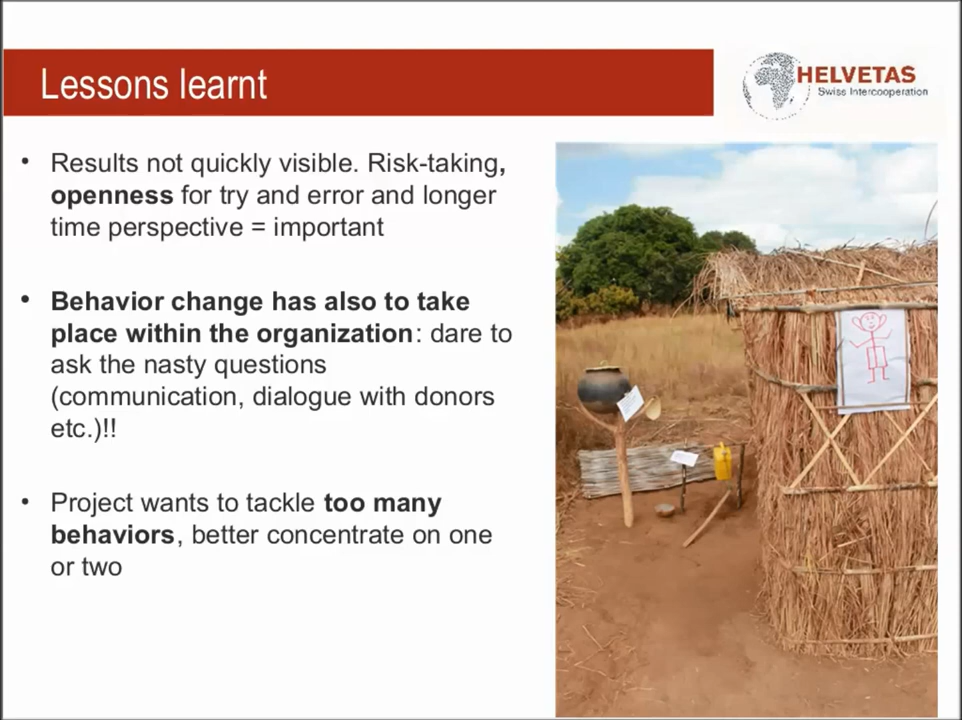 Lessons learnt
HELVETAS
Swiss Intercooperation
• Results not quickly visible. Risk-taking,
openness for try and error and longer
time perspective = important
• Behavior change has also to take
place within the organization: dare to
ask the nasty questions
(communication, dialogue with donors
etc.)!!
• Project wants to tackle too many
behaviors, better concentrate on one
or two